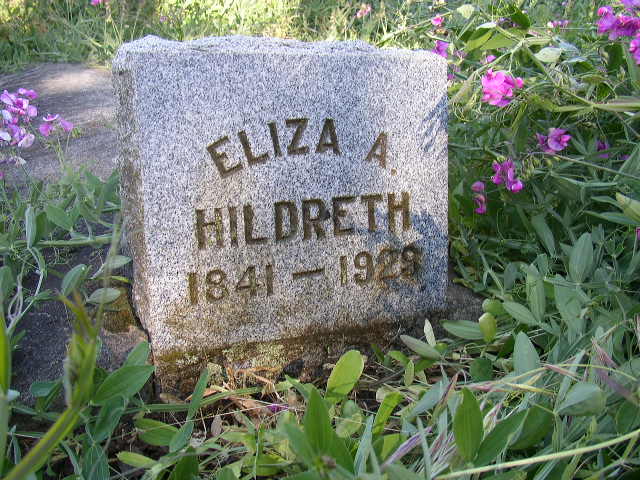 ELIZA A.
HILDRETH
1841 – 1928